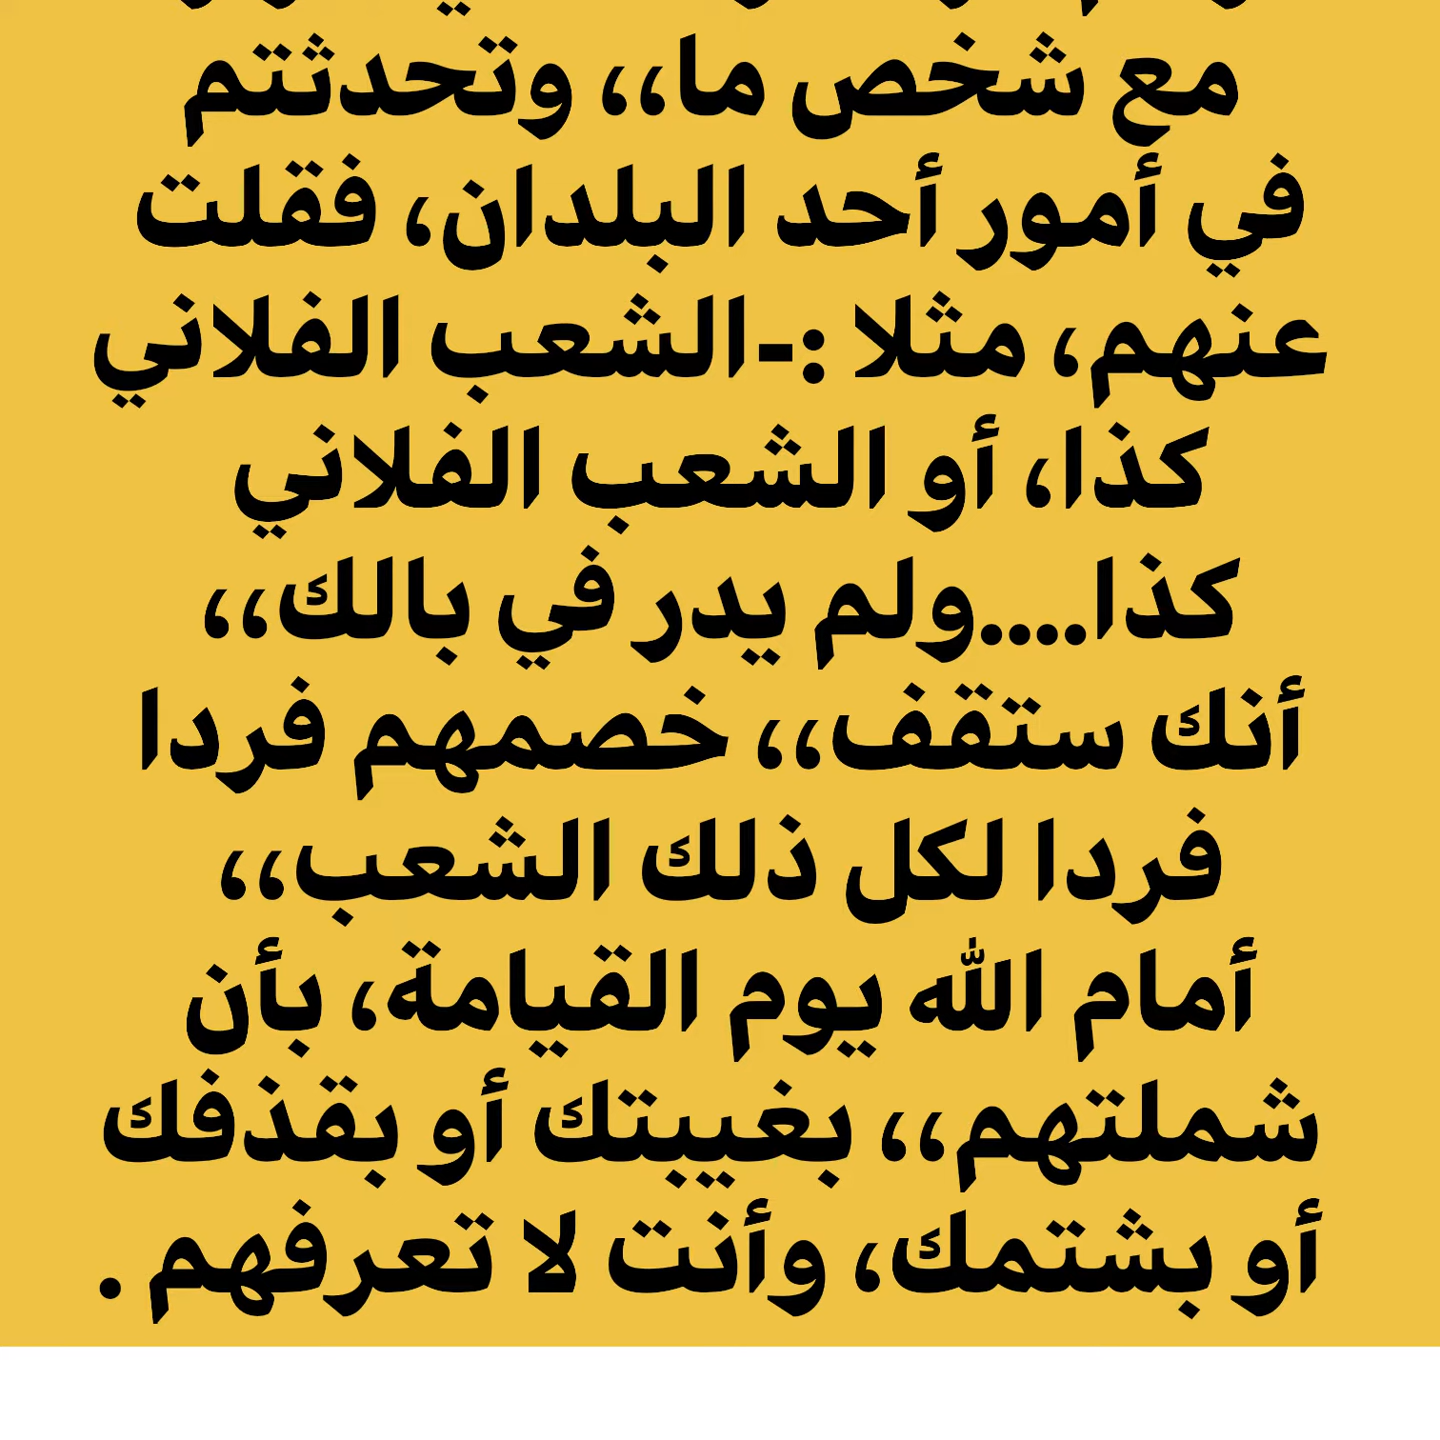 مع شخص ما،، وتحدثتم
في أمور أحد البلدان، فقلت
عنهم، مثلا :-الشعب الفلاني
كذا، أو الشعب الفلاني
كذا....ولم يدر في بالك،،
أنك ستقف،، خصمهم فردا
فردا لكل ذلك الشعب،،
أمام الله يوم القيامة، بأن
شملتهم،، بغيبتك أو بقذفك
أو بشتمك، وأنت لا تعرفهم .